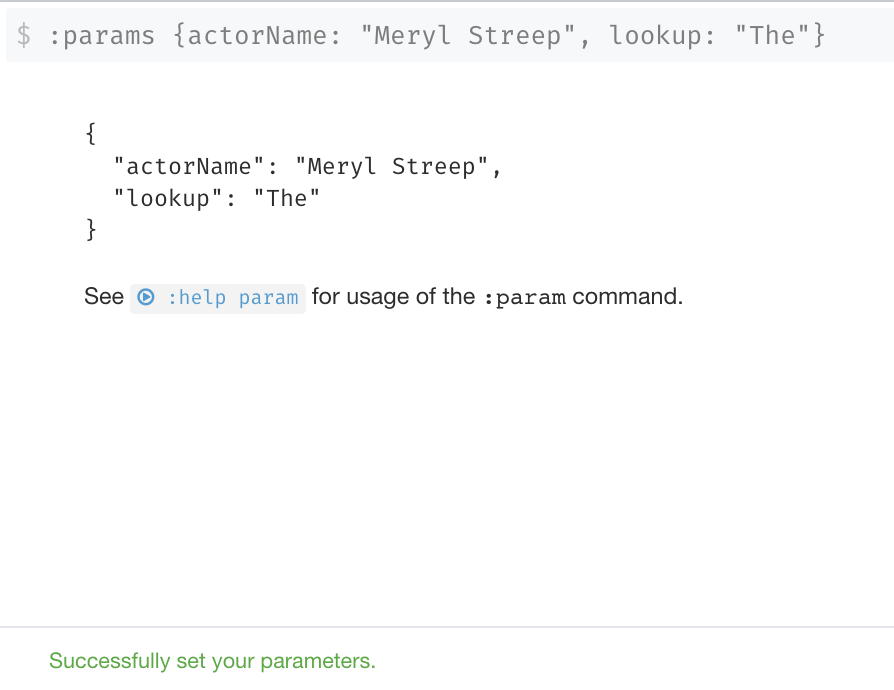 $ :params {actorName: "Meryl Streep", lookup: "The"}
{
"actorName": "Meryl Streep",
"lookup": "The"
}
See :help param for usage of the :param command.
Successfully set your parameters.